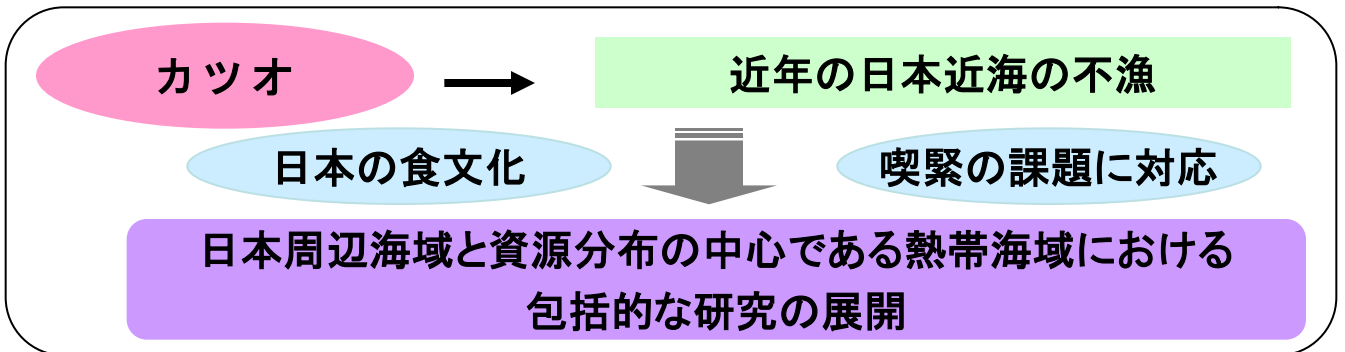 カツオ
近年の日本近海の不漁
日本の食文化
喫緊の課題に対応
日本周辺海域と資源分布の中心である熱帯海域における
包括的な研究の展開